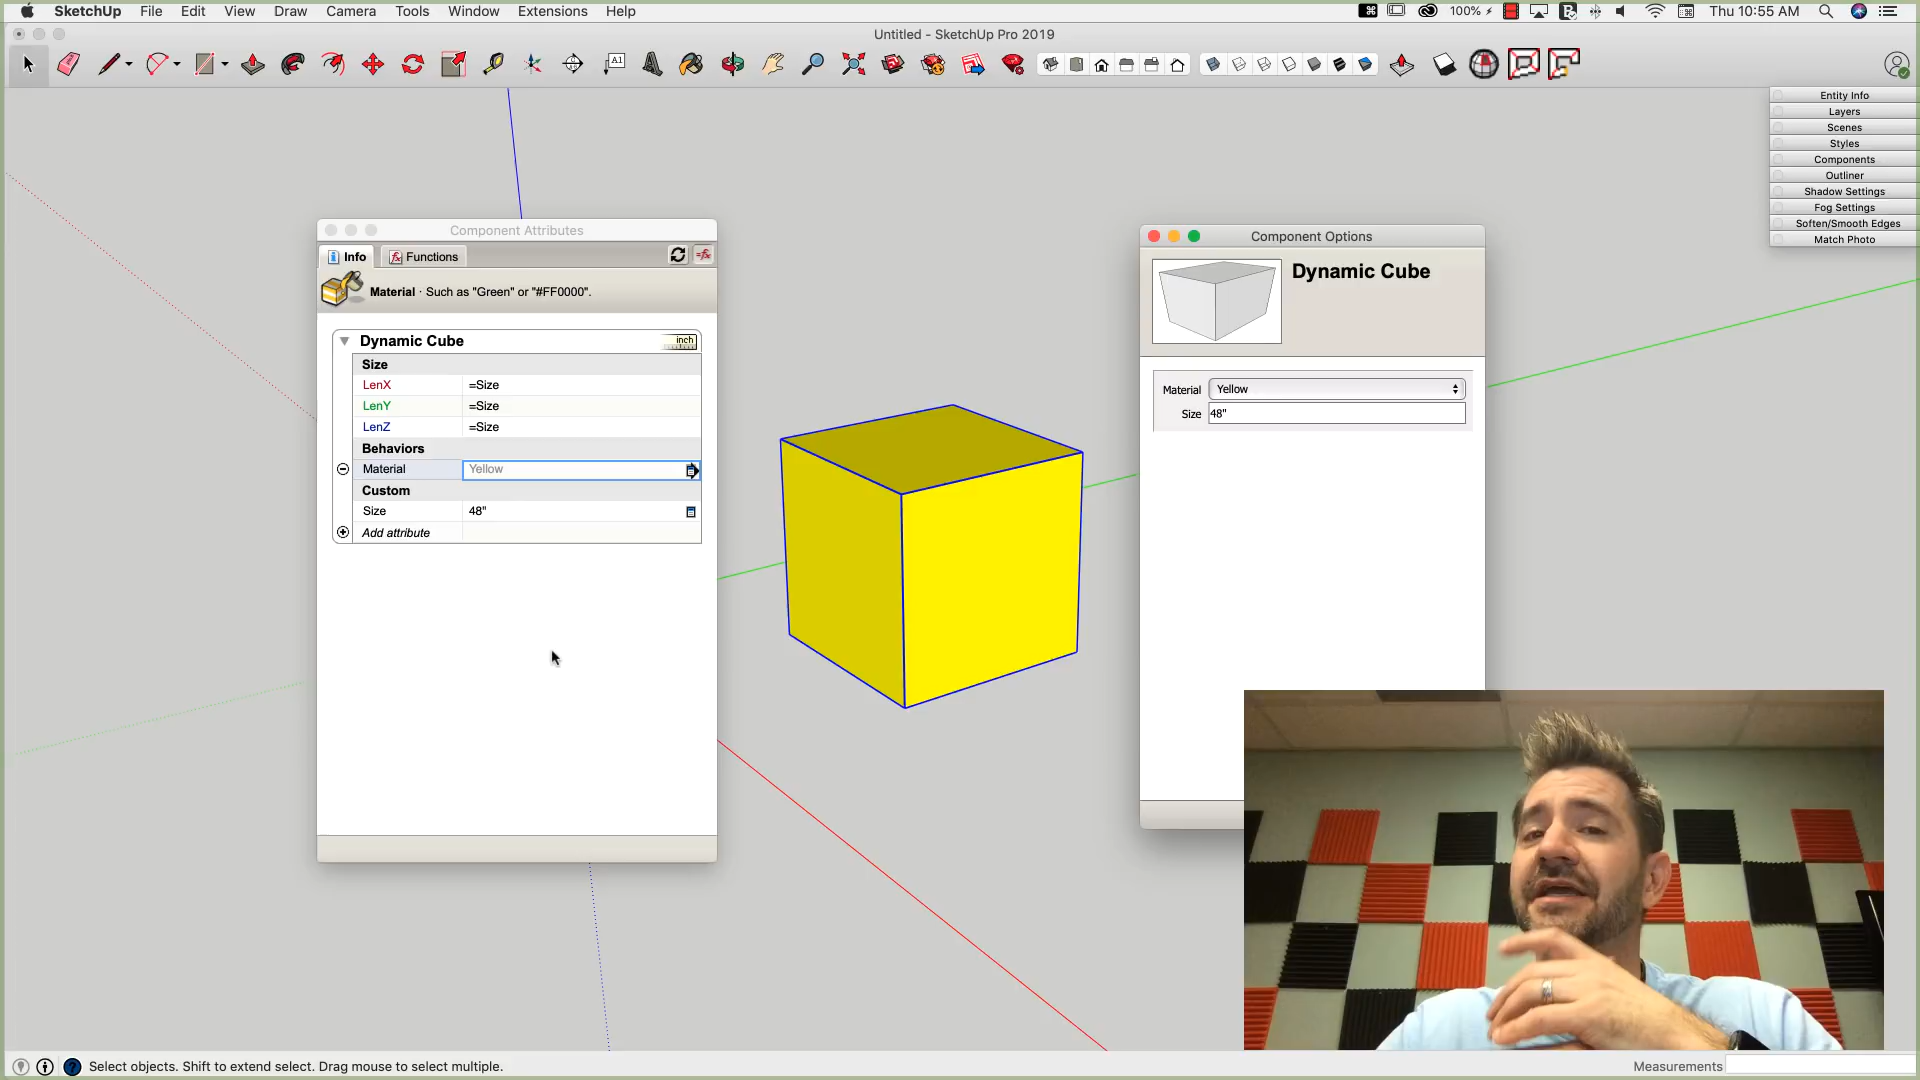 SketchUp File Edit View Draw Camera Tools Window Extensions Help 100% Thu 10:55 AM
Untitled - SketchUp Pro 2019
A1
Entity Info
Layers
Scenes
Styles
Components
Outliner
Shadow Settings
Fog Settings
Soften/Smooth Edges
Match Photo
Component Attributes
Info Functions
Material · Such as "Green" or "#FF0000".
Dynamic Cube inch
Size
LenX =Size
LenY =Size
LenZ =Size
Behaviors
Material Yellow
Custom
Size 48"
Add attribute
Component Options
Dynamic Cube
Material Yellow
Size 48"
Select objects. Shift to extend select. Drag mouse to select multiple.
Measurements